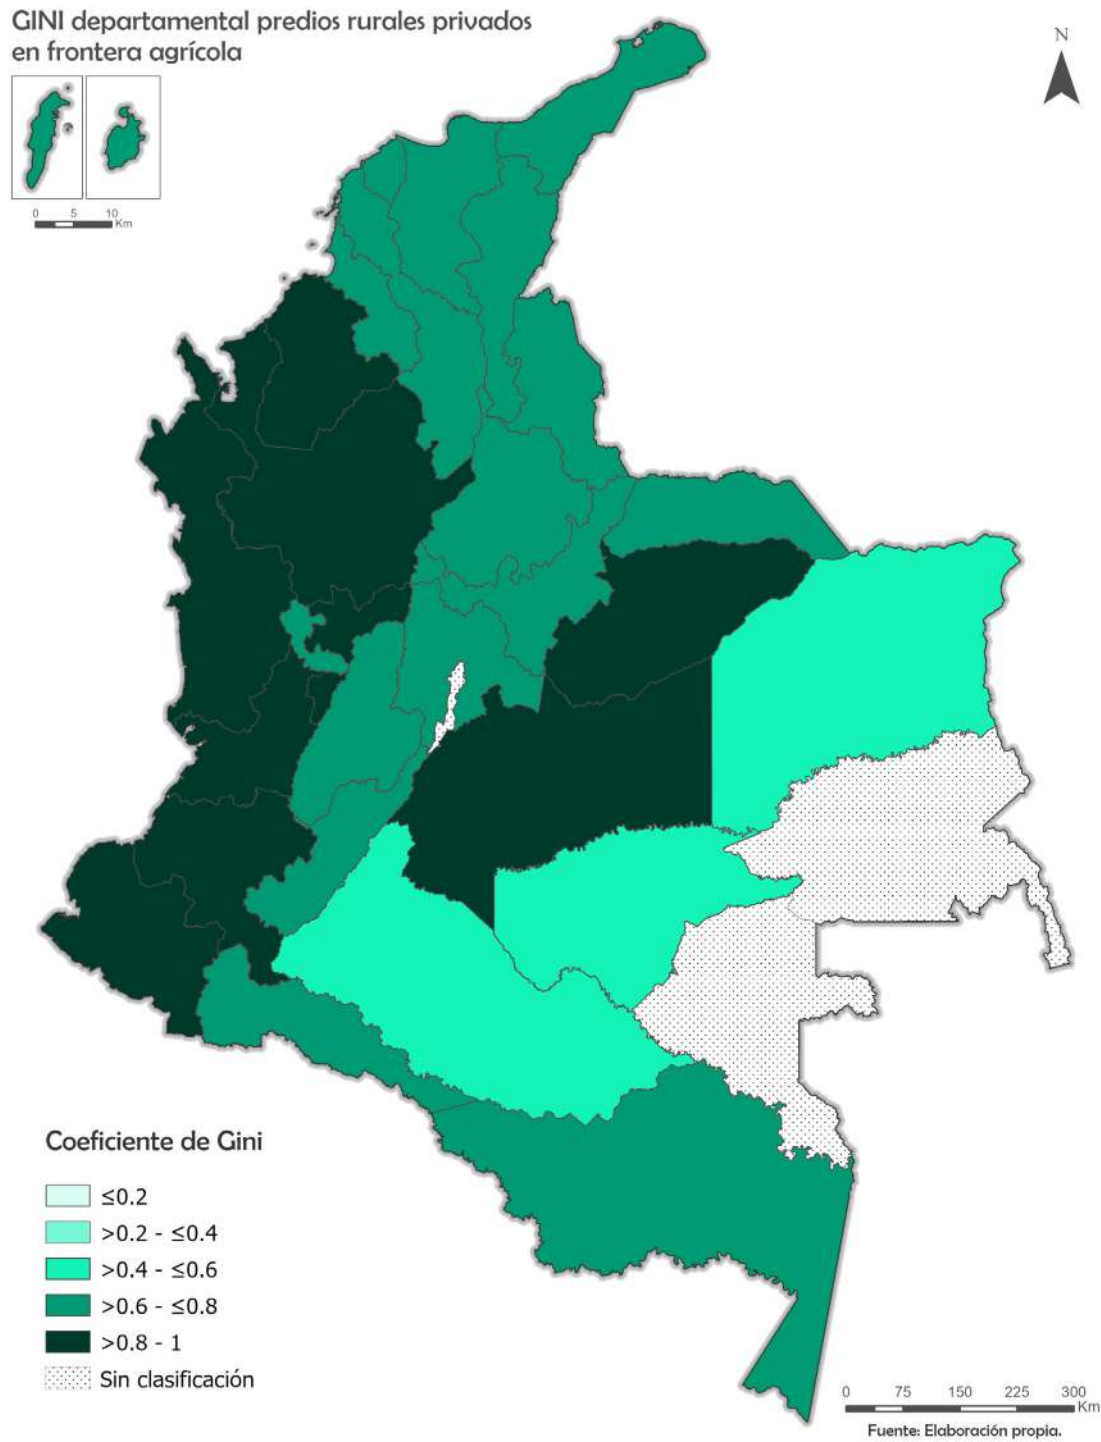 GINI departamental predios rurales privados
en frontera agrícola
N
0 5 10
Km
Coeficiente de Gini
≤0.2
>0.2 - ≤0.4
>0.4 - ≤0.6
>0.6 - ≤0.8
>0.8 - 1
Sin clasificación
0 75 150 225 300
Km
Fuente: Elaboración propia.